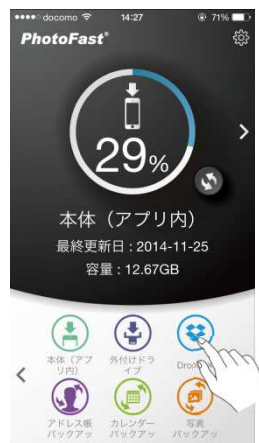 docomo 14:27 71%
PhotoFast®
29%
本体（アプリ内）
最終更新日：2014-11-25
容量：12.67GB
本体（アプ
リ内）
外付けドラ
イブ
アドレス帳
バックアッ
カレンダー
バックアッ
写真
バックアッ